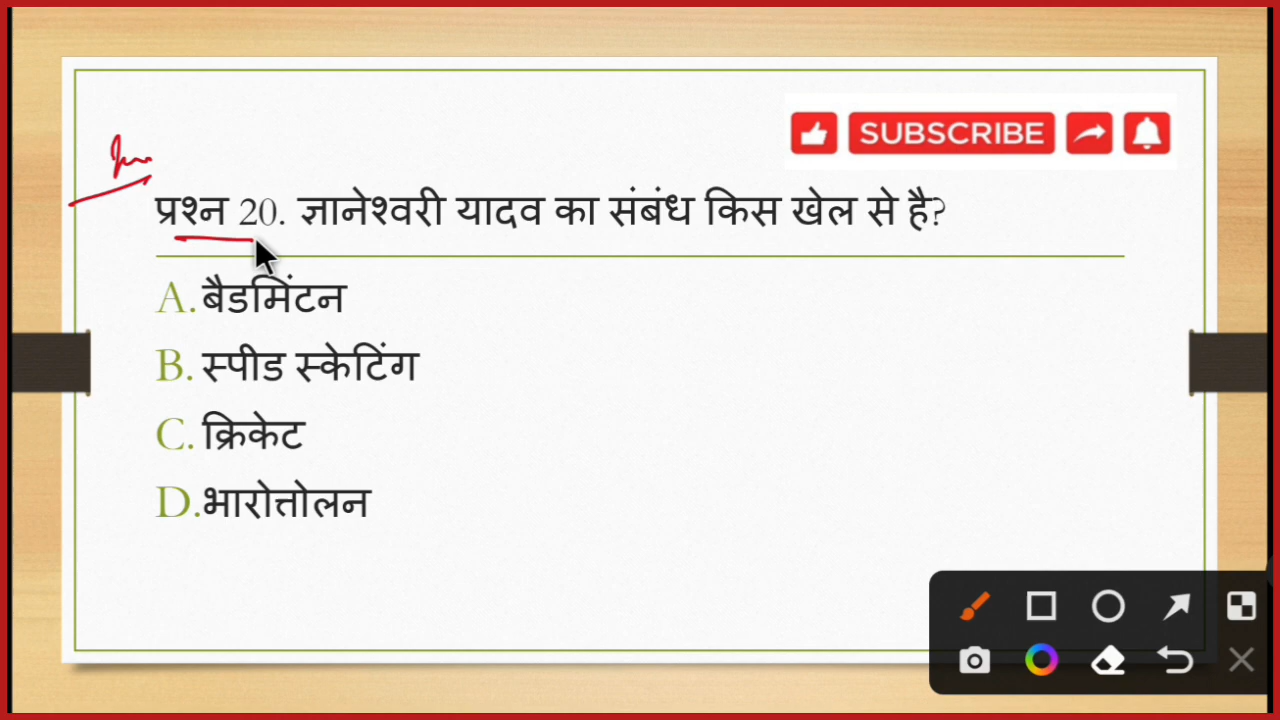 SUBSCRIBE
प्रश्न 20. ज्ञानेश्वरी यादव का संबंध किस खेल से है?
A. बैडमिंटन
B. स्पीड स्केटिंग
C. क्रिकेट
D. भारोत्तोलन